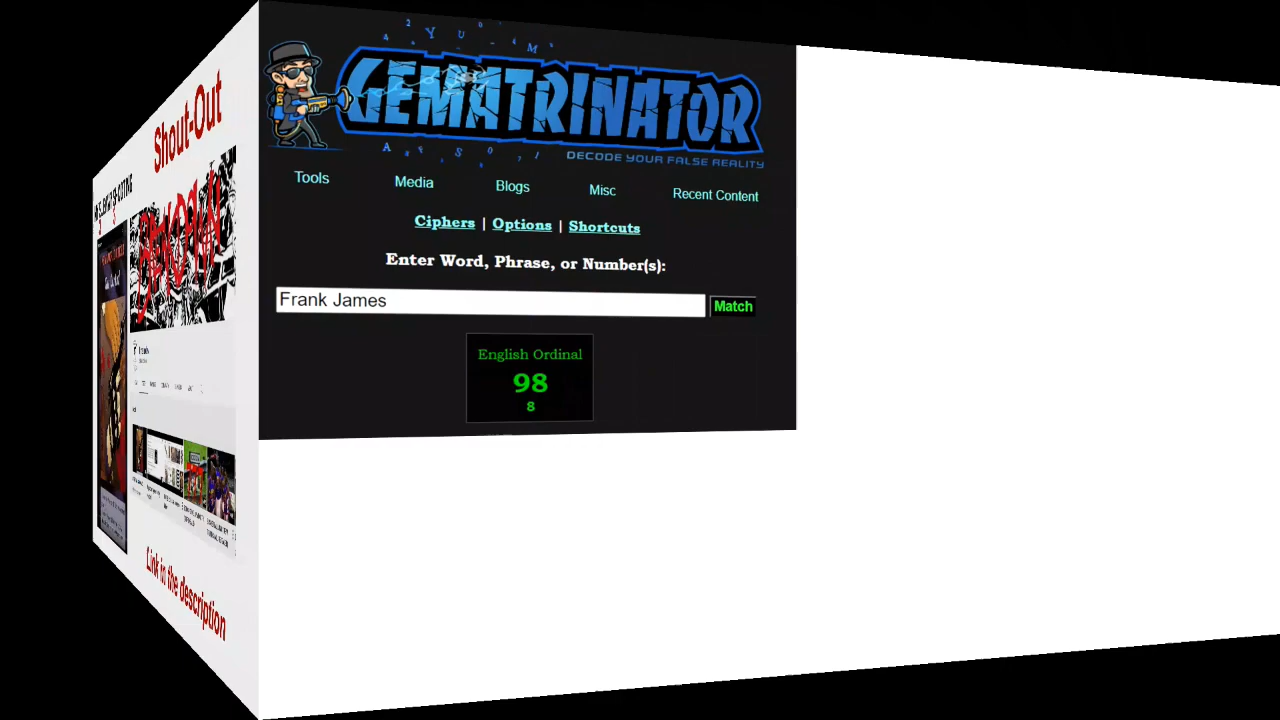 Shout-Out
GEMATRINATOR
DECODE YOUR FALSE REALITY
Tools Media Blogs Misc Recent Content
Ciphers | Options | Shortcuts
Enter Word, Phrase, or Number(s):
Frank James Match
English Ordinal
98
8
Link in the description